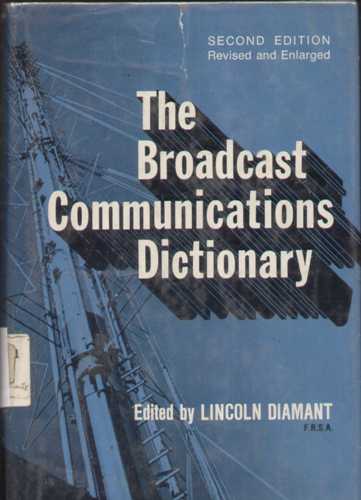 SECOND EDITION
Revised and Enlarged
The
Broadcast
Communications
Dictionary
Edited by LINCOLN DIAMANT
F.R.S.A.